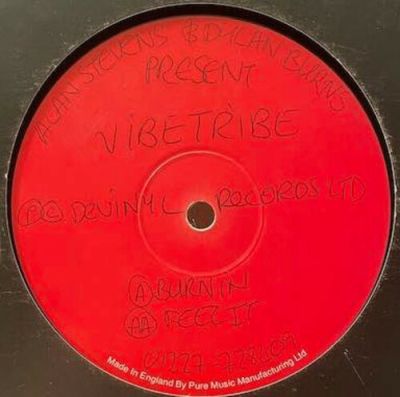 ALAN STEVENS & DYLAN BURNS
PRESENT
VIBETRIBE
Ⓟ© DEVINYL RECORDS LTD
Ⓐ BURNIN
ⒶⒶ FEEL IT
Made In England By Pure Music Manufacturing Ltd